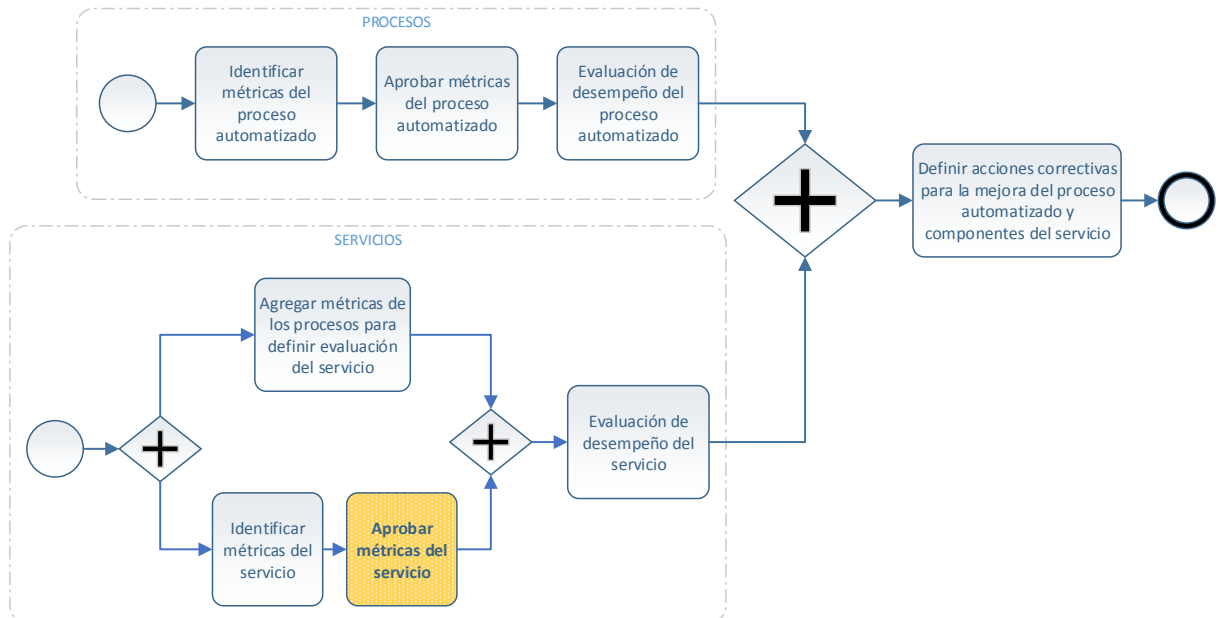 PROCESOS
Identificar
métricas del
proceso
automatizado
Aprobar métricas
del proceso
automatizado
Evaluación de
desempeño del
proceso
automatizado
Definir acciones correctivas
para la mejora del proceso
automatizado y
componentes del servicio
SERVICIOS
Agregar métricas de
los procesos para
definir evaluación
del servicio
Evaluación de
desempeño del
servicio
Identificar
métricas del
servicio
Aprobar
métricas del
servicio